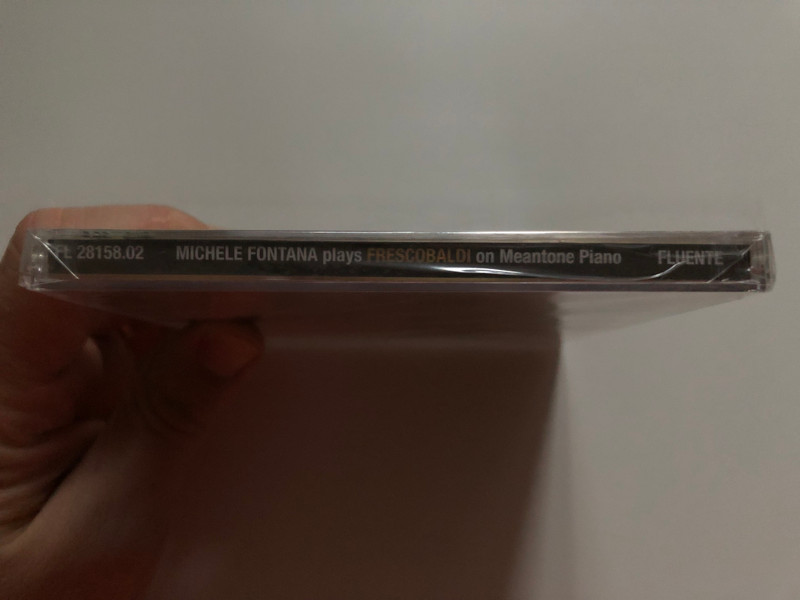 FL 28158.02 MICHELE FONTANA plays FRESCOBALDI on Meantone Piano FLUENTE